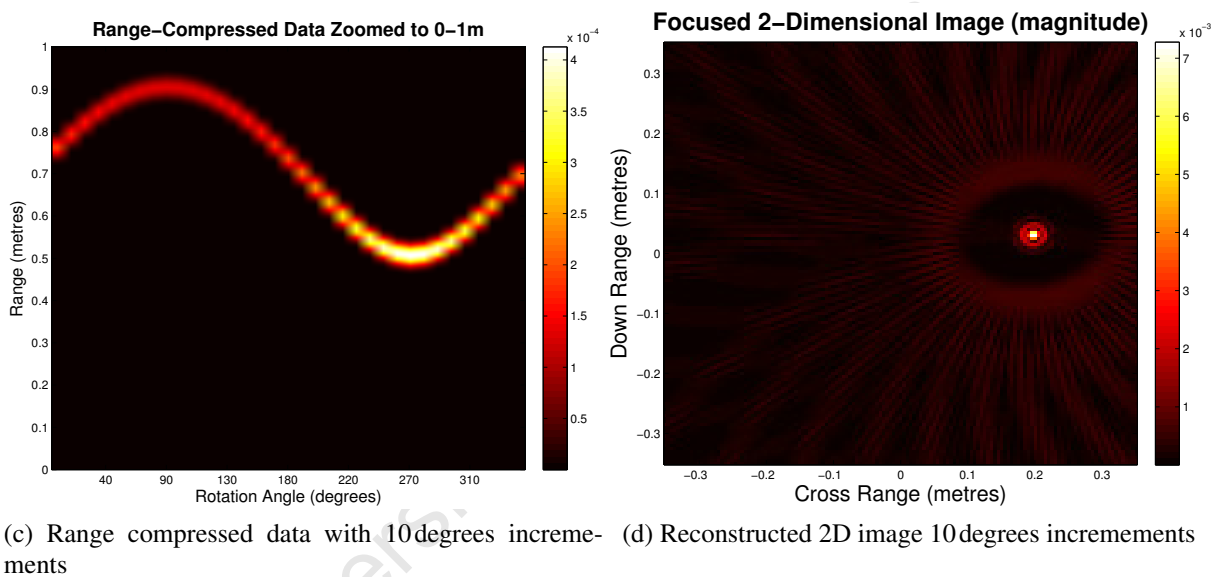 Range−Compressed Data Zoomed to 0−1m
x 10⁻⁴
1
0.9
0.8
0.7
0.6
0.5
0.4
0.3
0.2
0.1
0
Range (metres)
40 90 130 180 220 270 310
Rotation Angle (degrees)
4
3.5
3
2.5
2
1.5
1
0.5
(c) Range compressed data with 10 degrees increme-
ments
Focused 2−Dimensional Image (magnitude)
x 10⁻³
0.3
0.2
0.1
0
−0.1
−0.2
−0.3
Down Range (metres)
−0.3 −0.2 −0.1 0 0.1 0.2 0.3
Cross Range (metres)
7
6
5
4
3
2
1
(d) Reconstructed 2D image 10 degrees incremements